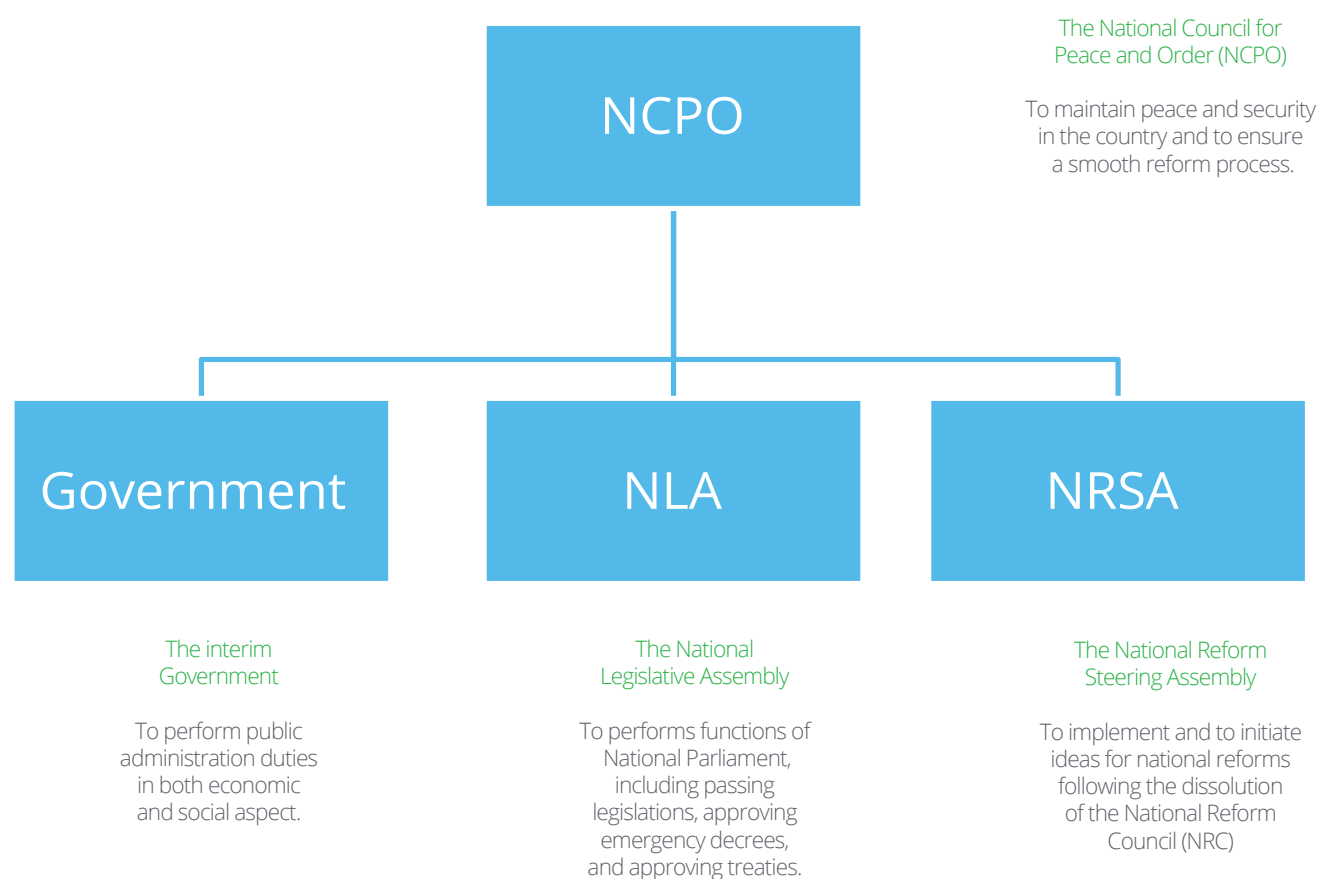 NCPO
The National Council for
Peace and Order (NCPO)
To maintain peace and security
in the country and to ensure
a smooth reform process.
Government
NLA
NRSA
The interim
Government
To perform public
administration duties
in both economic
and social aspect.
The National
Legislative Assembly
To performs functions of
National Parliament,
including passing
legislations, approving
emergency decrees,
and approving treaties.
The National Reform
Steering Assembly
To implement and to initiate
ideas for national reforms
following the dissolution
of the National Reform
Council (NRC)